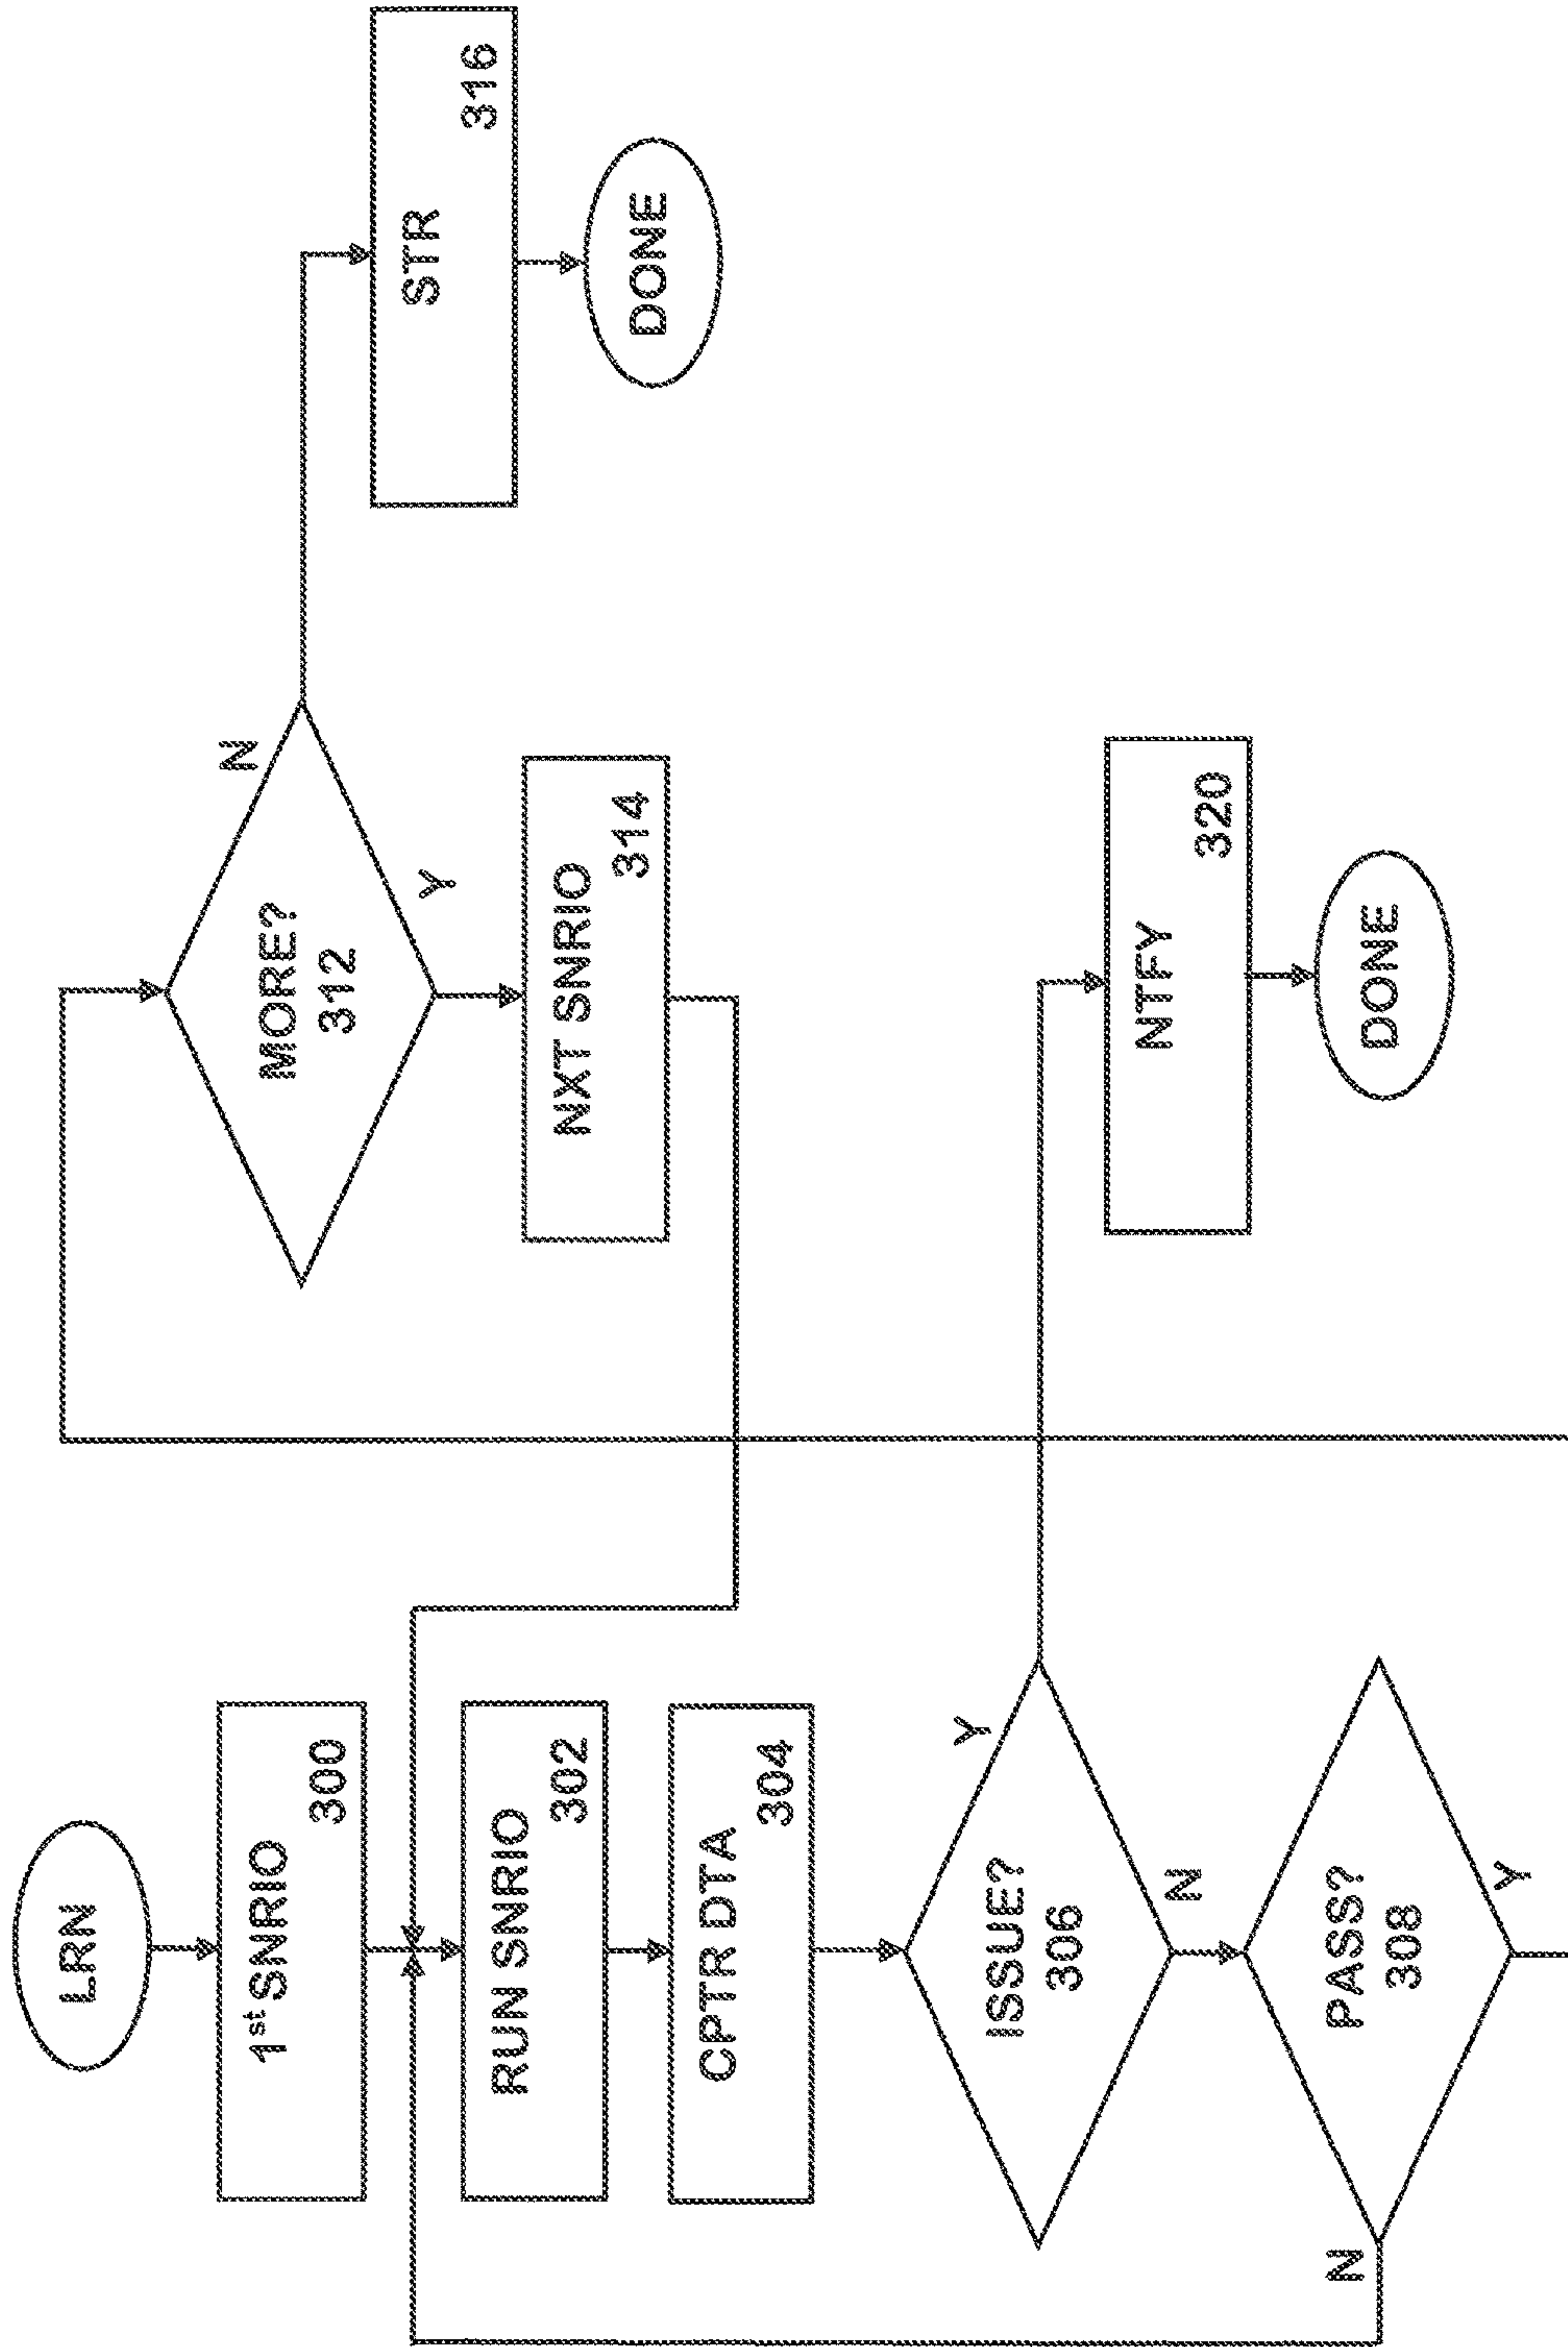 LRN
1st SNRIO
300
RUN SNRIO
302
CPTR DTA
304
ISSUE?
306
Y
N
PASS?
308
N
Y
MORE?
312
N
Y
NXT SNRIO
314
STR
316
DONE
NTFY
320
DONE